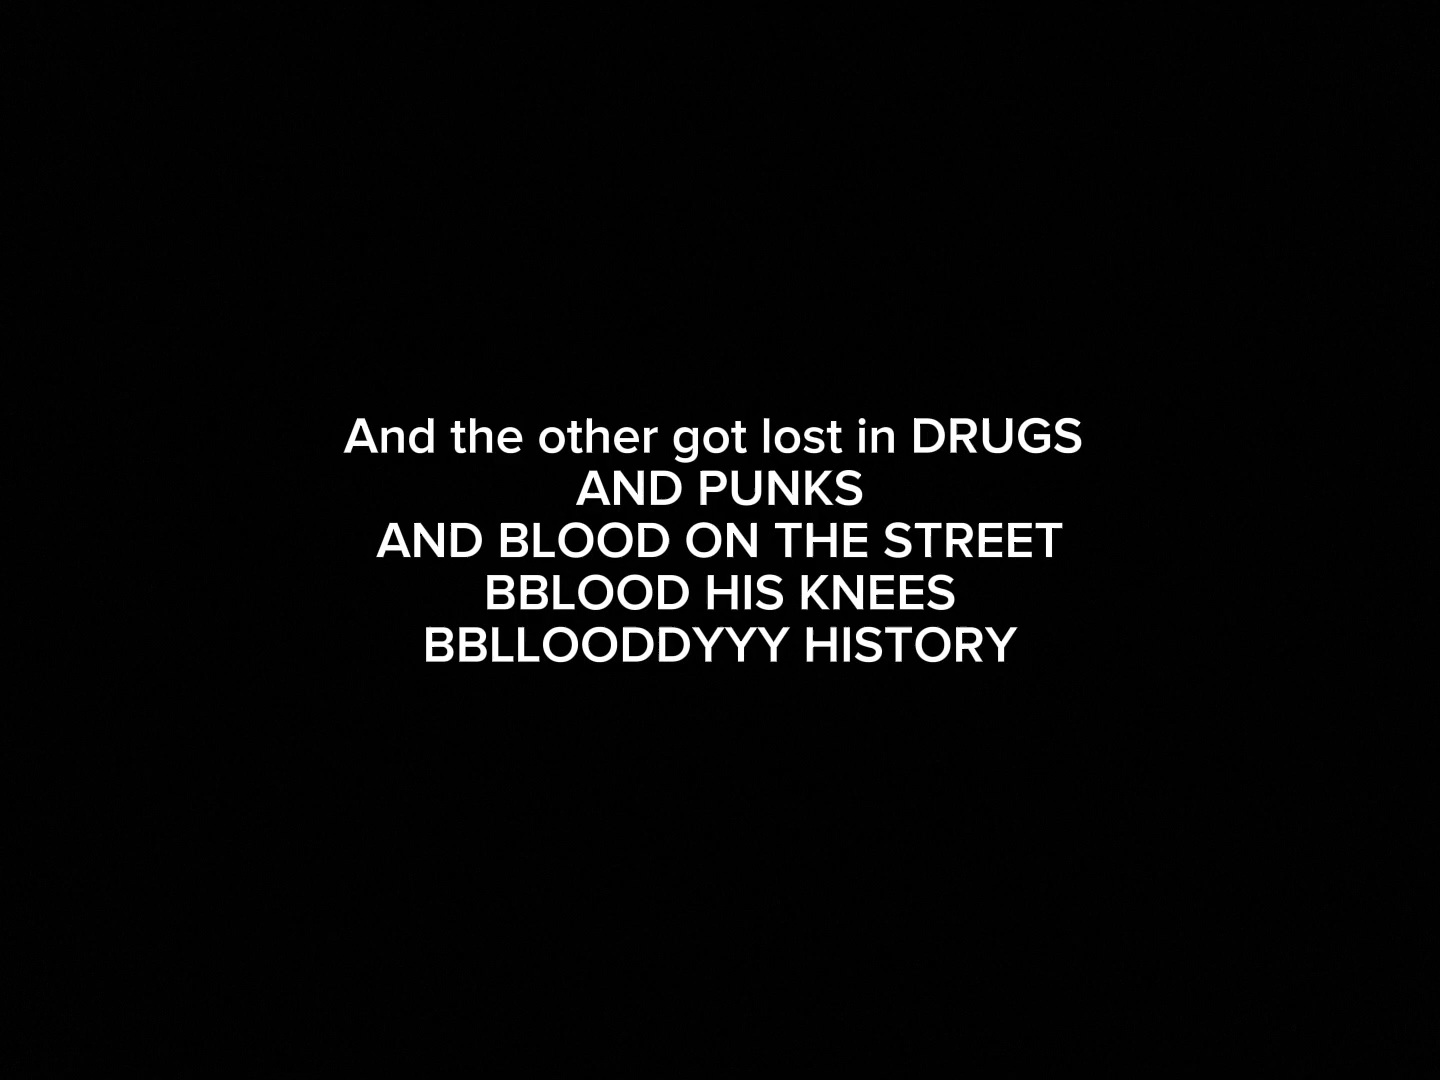 And the other got lost in DRUGS
AND PUNKS
AND BLOOD ON THE STREET
BBLOOD HIS KNEES
BBLLOODDYYY HISTORY